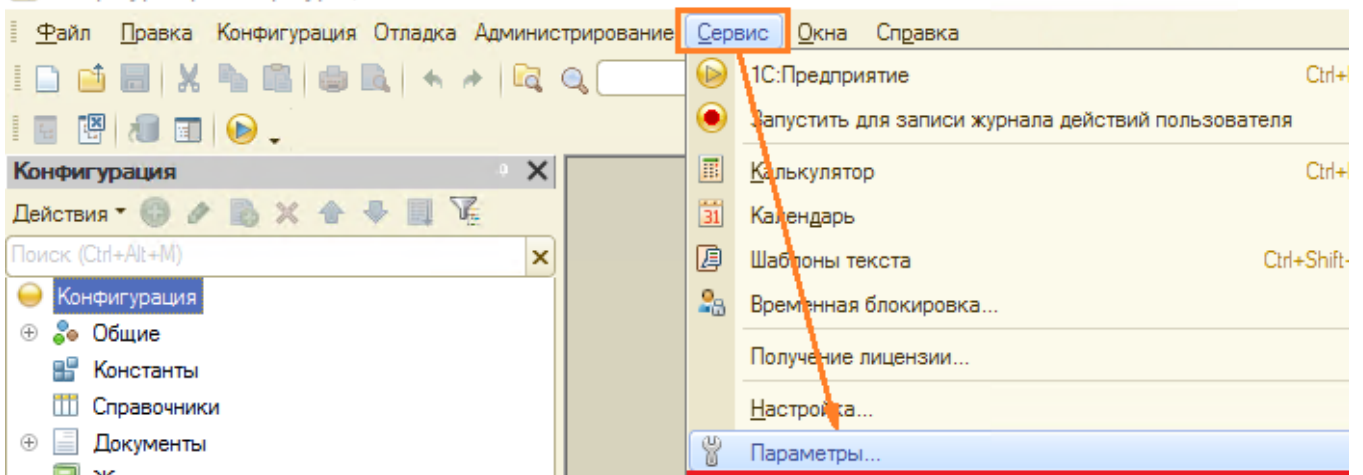 Файл Правка Конфигурация Отладка Администрирование Сервис Окна Справка
1С:Предприятие Ctrl+
Запустить для записи журнала действий пользователя
Конфигурация
Калькулятор Ctrl+
Действия
31 Календарь
Поиск (Ctrl+Alt+M)
Шаблоны текста Ctrl+Shift+
Конфигурация
Временная блокировка...
Общие
Получение лицензии...
Константы
Справочники
Настройка...
Документы
Параметры...